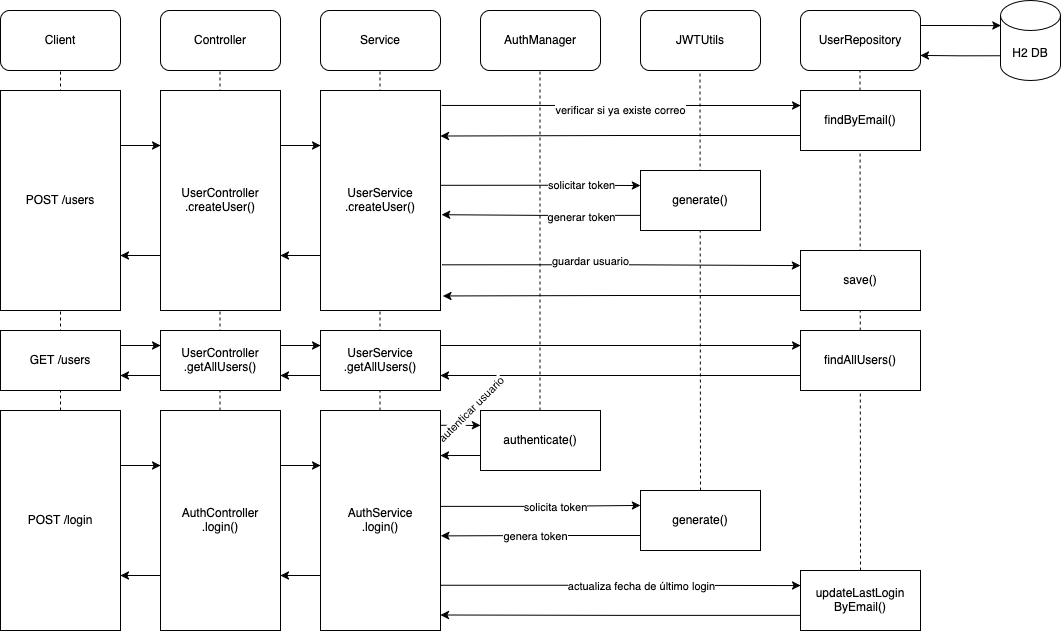 Client
Controller
Service
AuthManager
JWTUtils
UserRepository
H2 DB
POST /users
UserController
.createUser()
UserService
.createUser()
verificar si ya existe correo
findByEmail()
solicitar token
generar token
generate()
guardar usuario
save()
GET /users
UserController
.getAllUsers()
UserService
.getAllUsers()
findAllUsers()
autenticar usuario
authenticate()
POST /login
AuthController
.login()
AuthService
.login()
solicita token
genera token
generate()
actualiza fecha de último login
updateLastLogin
ByEmail()